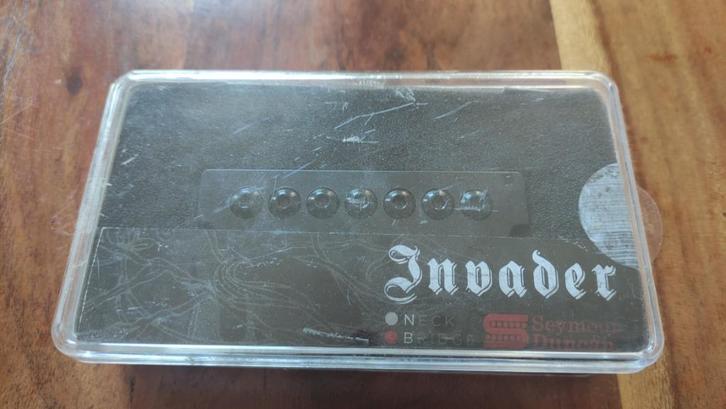 Invader
NECK
BRIDGE
Seymour
Duncan